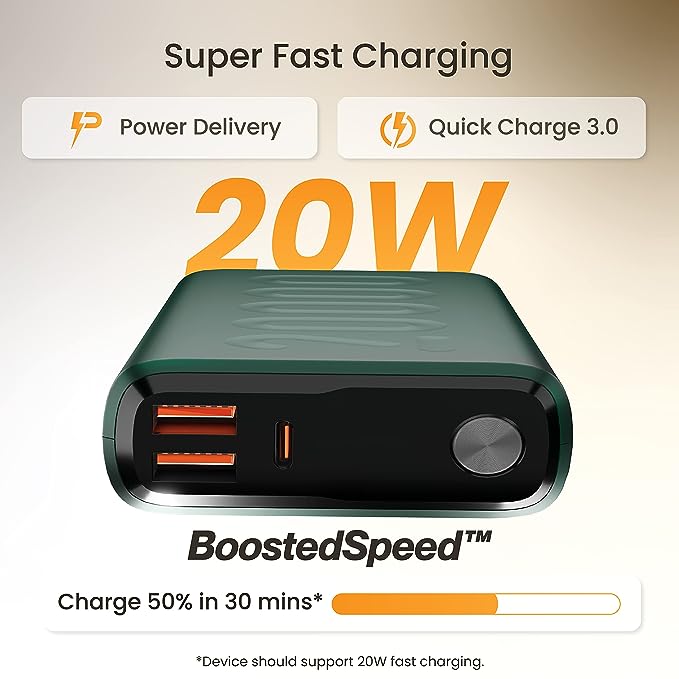 Super Fast Charging
Power Delivery
Quick Charge 3.0
20W
BoostedSpeed™
Charge 50% in 30 mins*
*Device should support 20W fast charging.